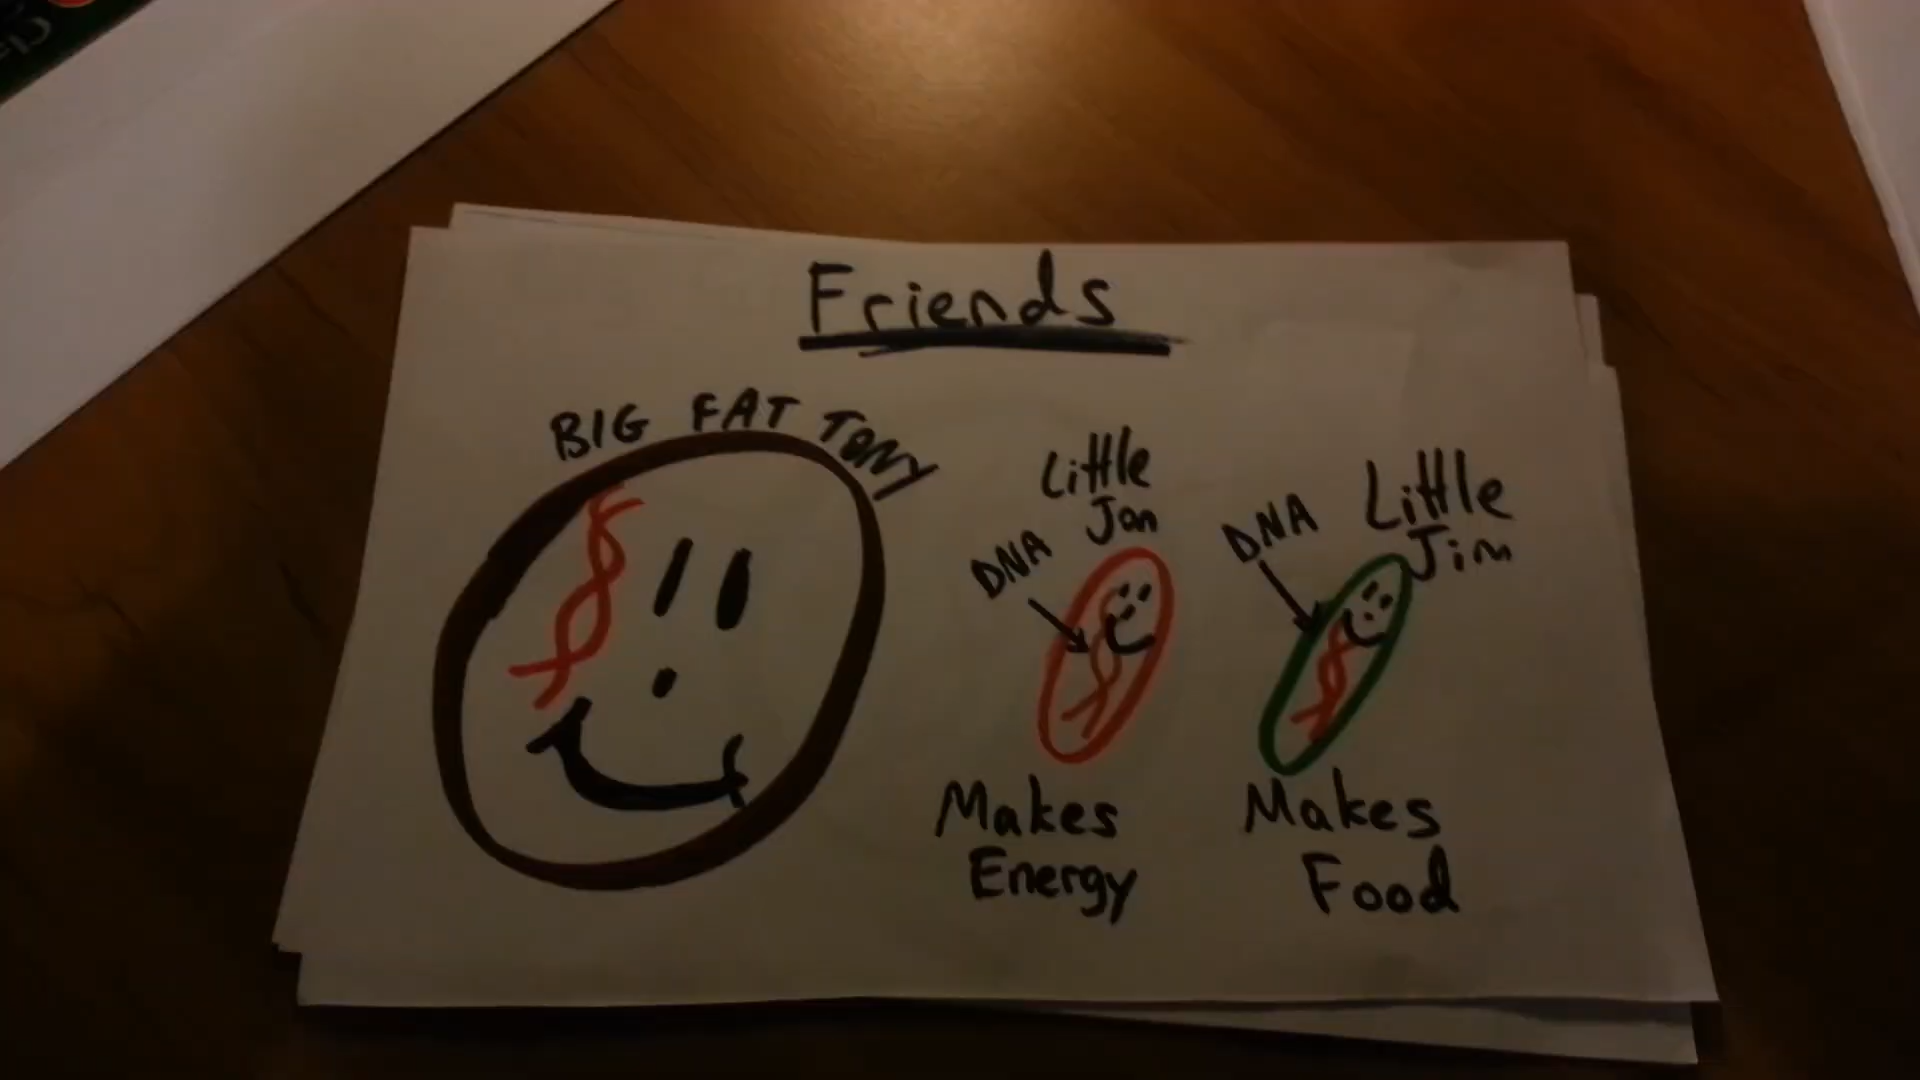 Friends
BIG FAT TONY
Little
Jon
DNA
Makes
Energy
Little
Jim
DNA
Makes
Food